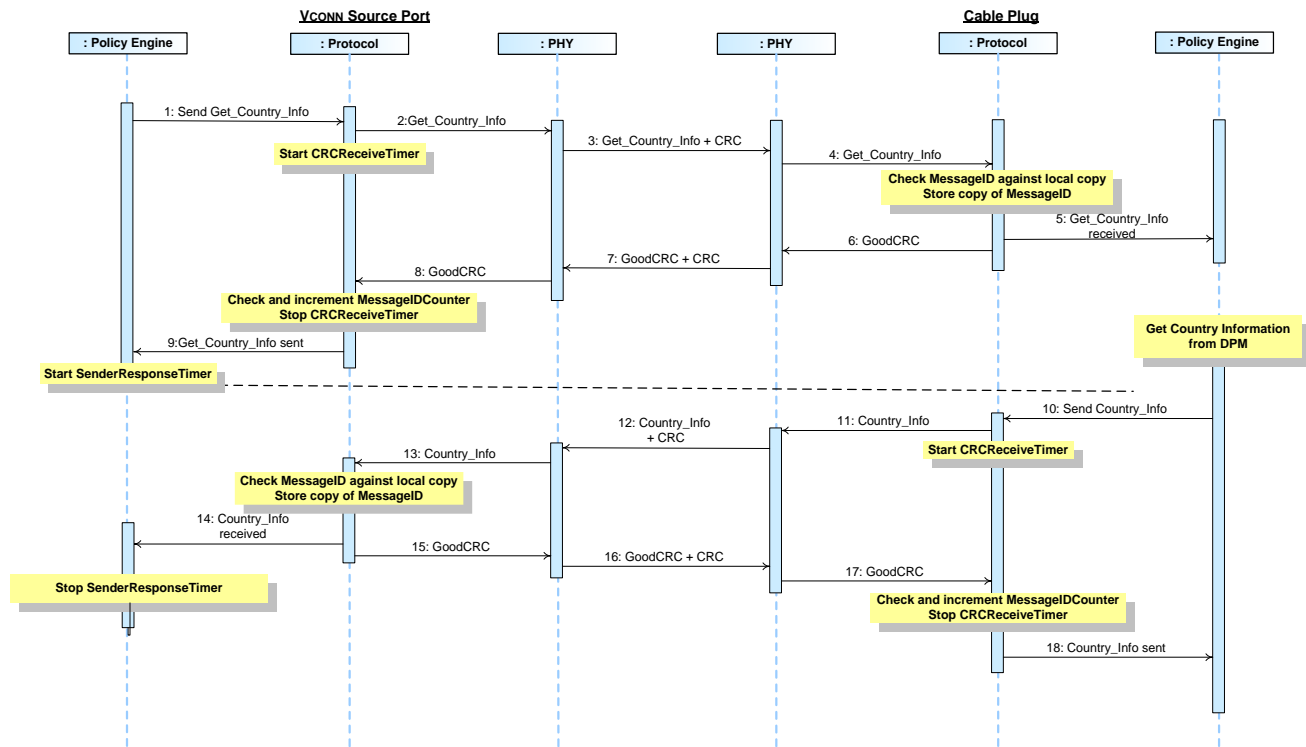 VCONN Source Port
Cable Plug
: Policy Engine
: Protocol
: PHY
: PHY
: Protocol
: Policy Engine
1: Send Get_Country_Info
2:Get_Country_Info
3: Get_Country_Info + CRC
Start CRCReceiveTimer
4: Get_Country_Info
Check MessageID against local copy
Store copy of MessageID
5: Get_Country_Info
received
6: GoodCRC
7: GoodCRC + CRC
8: GoodCRC
Check and increment MessageIDCounter
Stop CRCReceiveTimer
9:Get_Country_Info sent
Get Country Information
from DPM
Start SenderResponseTimer
10: Send Country_Info
11: Country_Info
12: Country_Info
+ CRC
Start CRCReceiveTimer
13: Country_Info
Check MessageID against local copy
Store copy of MessageID
14: Country_Info
received
15: GoodCRC
16: GoodCRC + CRC
17: GoodCRC
Stop SenderResponseTimer
Check and increment MessageIDCounter
Stop CRCReceiveTimer
18: Country_Info sent